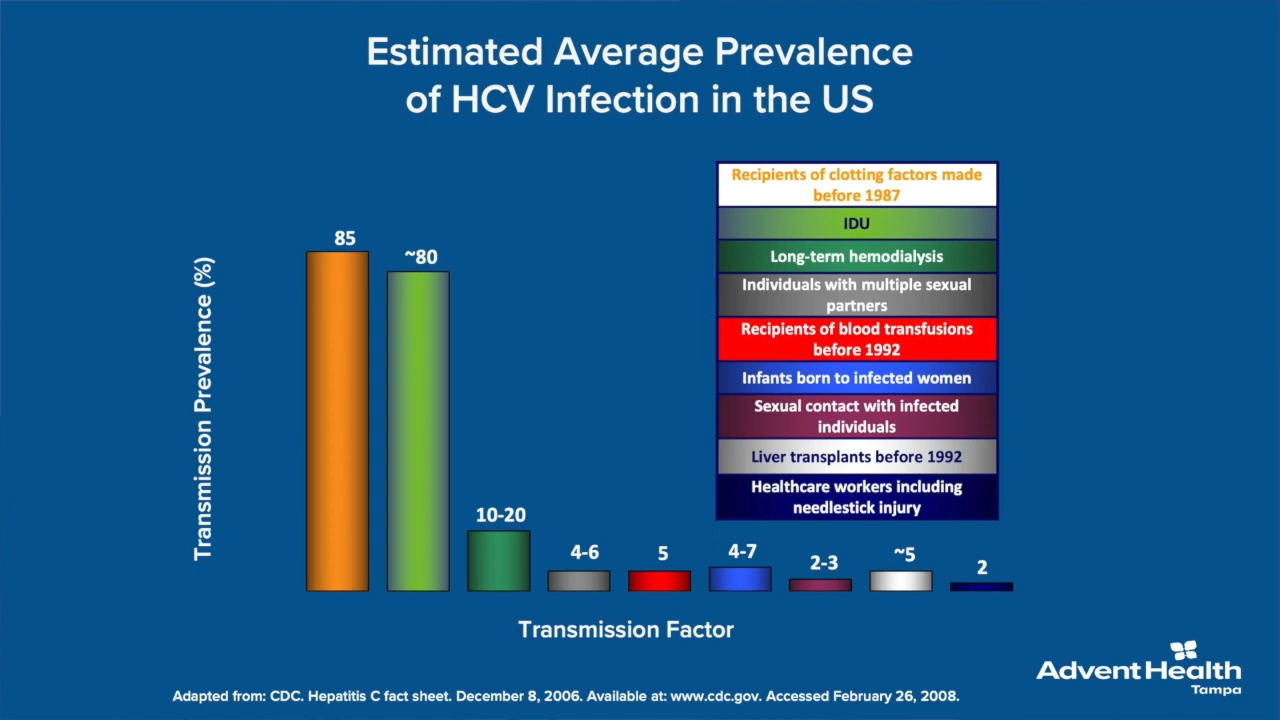 Estimated Average Prevalence
of HCV Infection in the US
Transmission Prevalence (%)
85
~80
10-20
4-6
5
4-7
2-3
~5
2
Recipients of clotting factors made
before 1987
IDU
Long-term hemodialysis
Individuals with multiple sexual
partners
Recipients of blood transfusions
before 1992
Infants born to infected women
Sexual contact with infected
individuals
Liver transplants before 1992
Healthcare workers including
needlestick injury
Transmission Factor
Advent Health
Tampa
Adapted from: CDC. Hepatitis C fact sheet. December 8, 2006. Available at: www.cdc.gov. Accessed February 26, 2008.